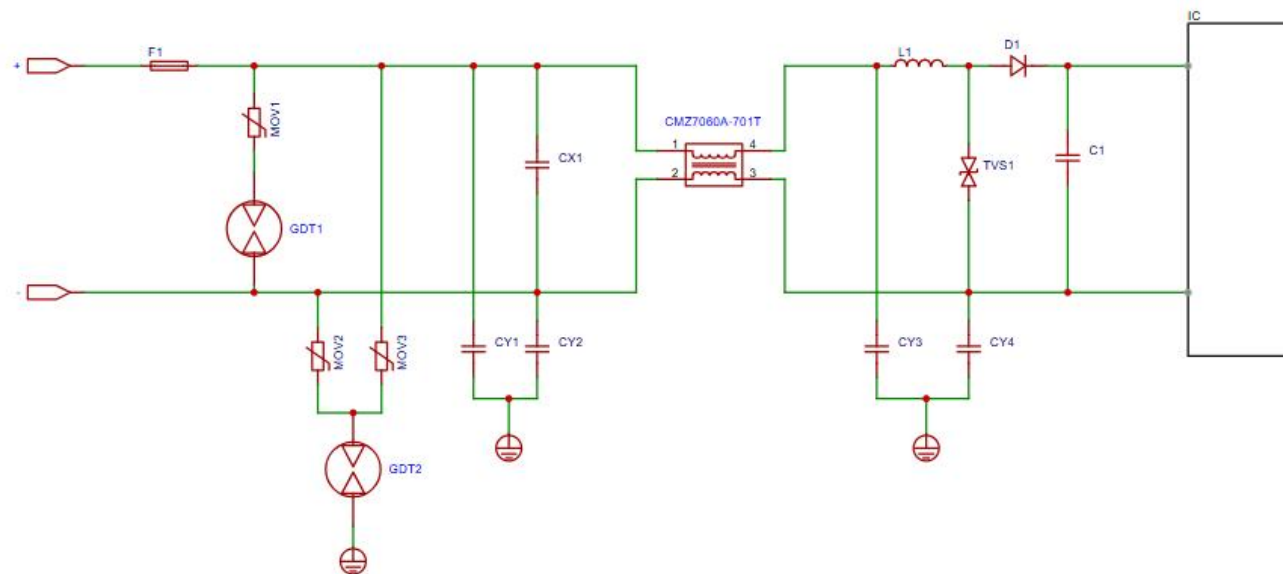 IC
F1
L1
D1
+
MOV1
CMZ7060A-701T
1
4
CX1
C1
2
3
TVS1
GDT1
-
MOV2
MOV3
CY1
CY2
CY3
CY4
GDT2